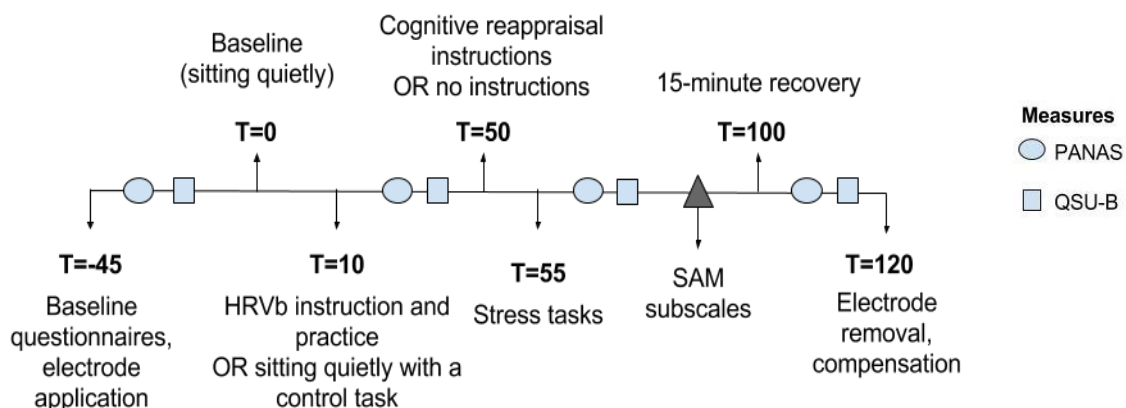 Baseline
(sitting quietly)
T=0
Cognitive reappraisal
instructions
OR no instructions
T=50
15-minute recovery
T=100
Measures
PANAS
QSU-B
T=-45
Baseline
questionnaires,
electrode
application
T=10
HRVb instruction and
practice
OR sitting quietly with a
control task
T=55
Stress tasks
SAM
subscales
T=120
Electrode
removal,
compensation